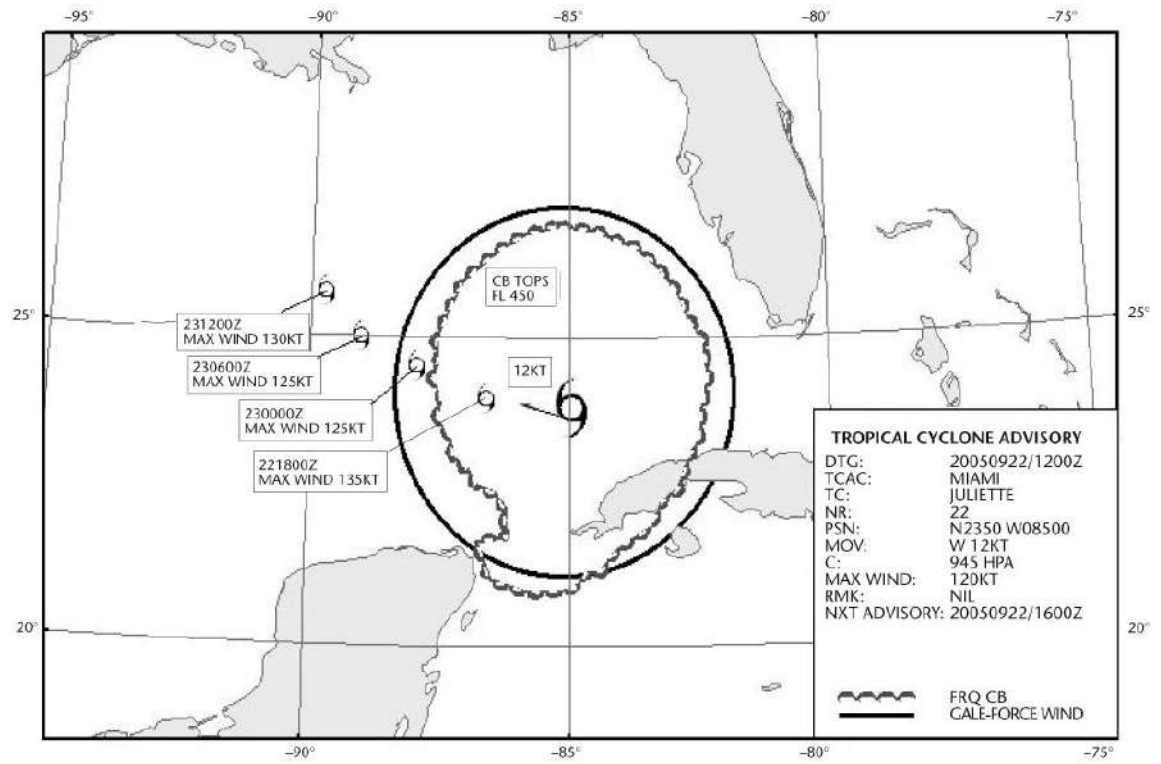 −95°
−90°
−85°
−80°
−75°
CB TOPS
FL 450
25°
25°
231200Z
MAX WIND 130KT
230600Z
MAX WIND 125KT
12KT
230000Z
MAX WIND 125KT
221800Z
MAX WIND 135KT
TROPICAL CYCLONE ADVISORY
DTG: 20050922/1200Z
TCAC: MIAMI
TC: JULIETTE
NR: 22
PSN: N2350 W08500
MOV: W 12KT
C: 945 HPA
MAX WIND: 120KT
RMK: NIL
NXT ADVISORY: 20050922/1600Z
20°
20°
FRQ CB
GALE-FORCE WIND
−90°
−85°
−80°
−75°